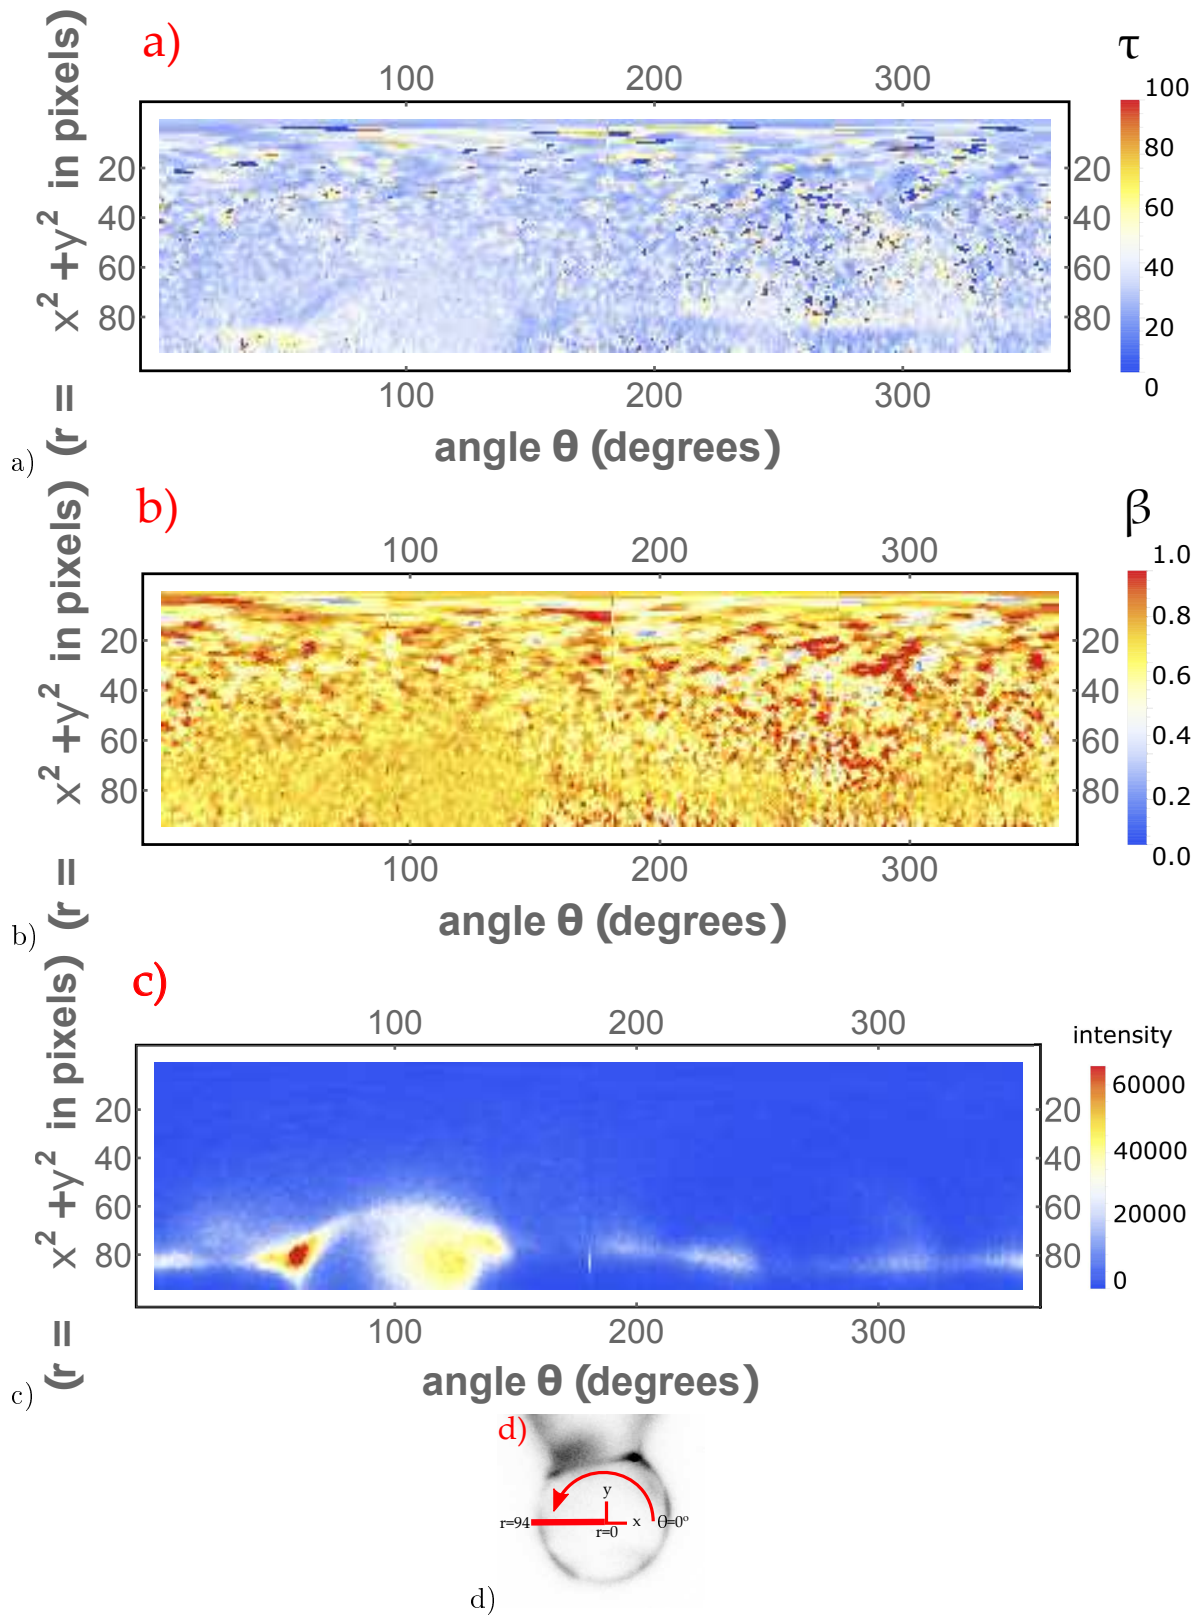 a)
τ
100 200 300
100
80
60
40
20
0
20 40 60 80
20 40 60 80
100 200 300
angle θ (degrees)
(r = x² +y² in pixels)
a)
b)
β
100 200 300
1.0
0.8
0.6
0.4
0.2
0.0
20 40 60 80
20 40 60 80
100 200 300
angle θ (degrees)
(r = x² +y² in pixels)
b)
c)
intensity
100 200 300
60000
40000
20000
0
20 40 60 80
20 40 60 80
100 200 300
angle θ (degrees)
(r = x² +y² in pixels)
c)
d)
y
r=94
x
θ=0º
r=0
d)